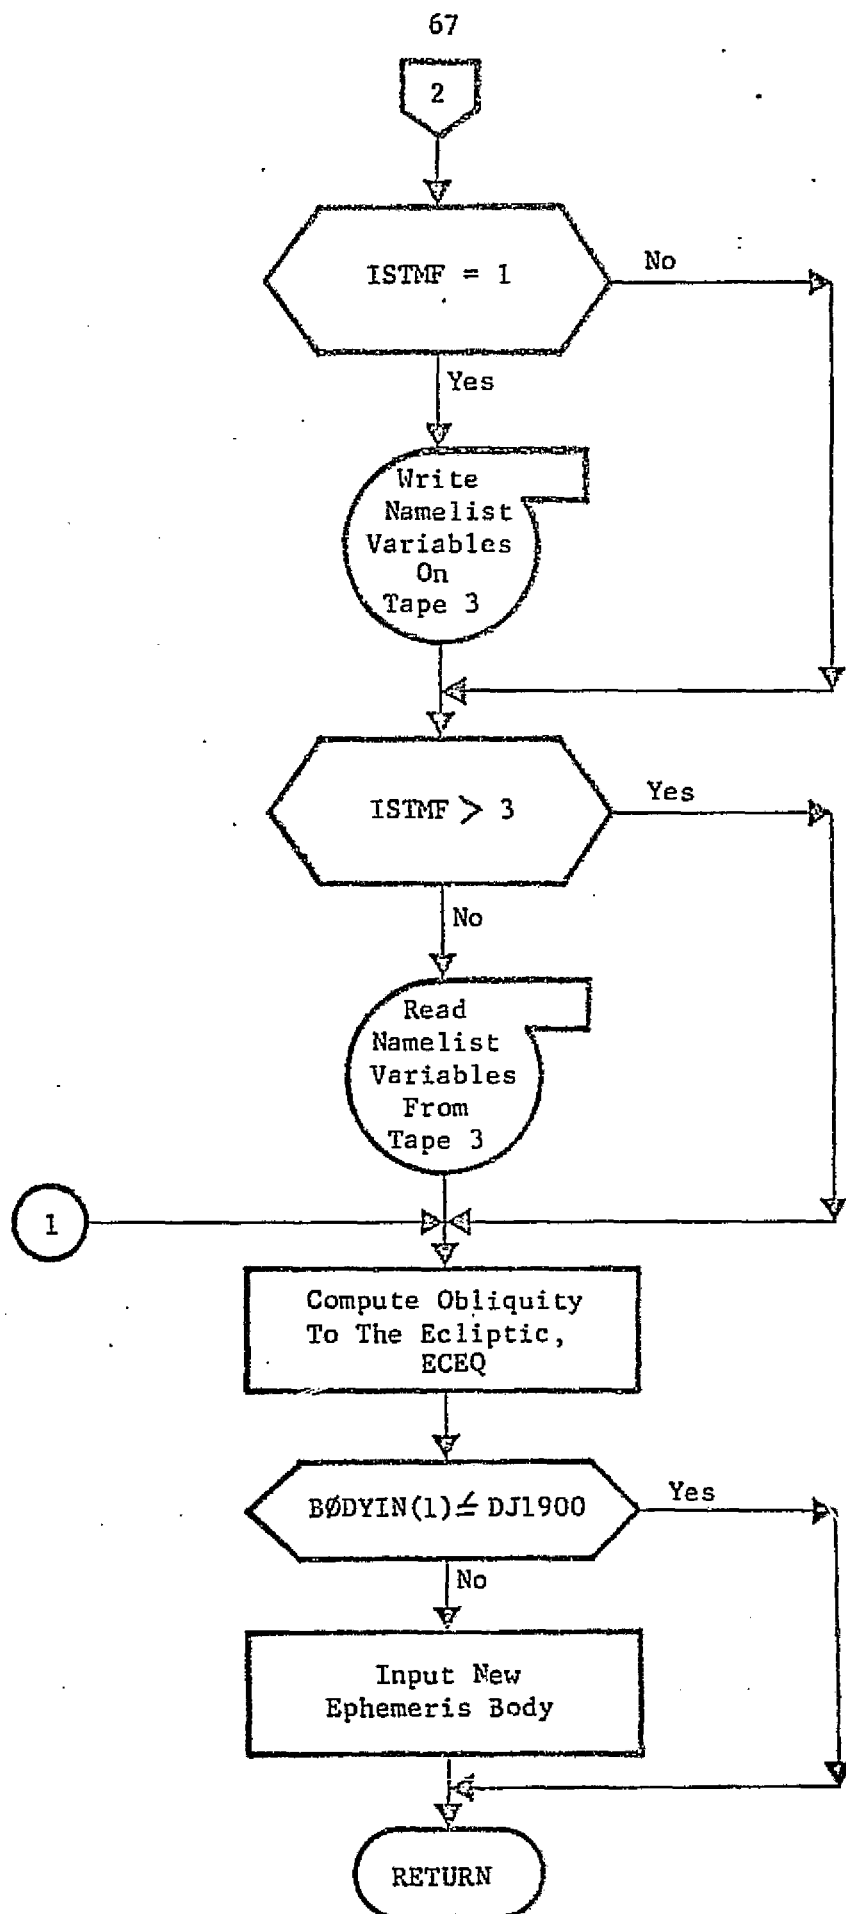 67
2
ISTMF = 1
No
Yes
Write
Namelist
Variables
On
Tape 3
ISTMF > 3
Yes
No
Read
Namelist
Variables
From
Tape 3
1
Compute Obliquity
To The Ecliptic,
ECEQ
BØDYIN(1) ≤ DJ1900
Yes
No
Input New
Ephemeris Body
RETURN